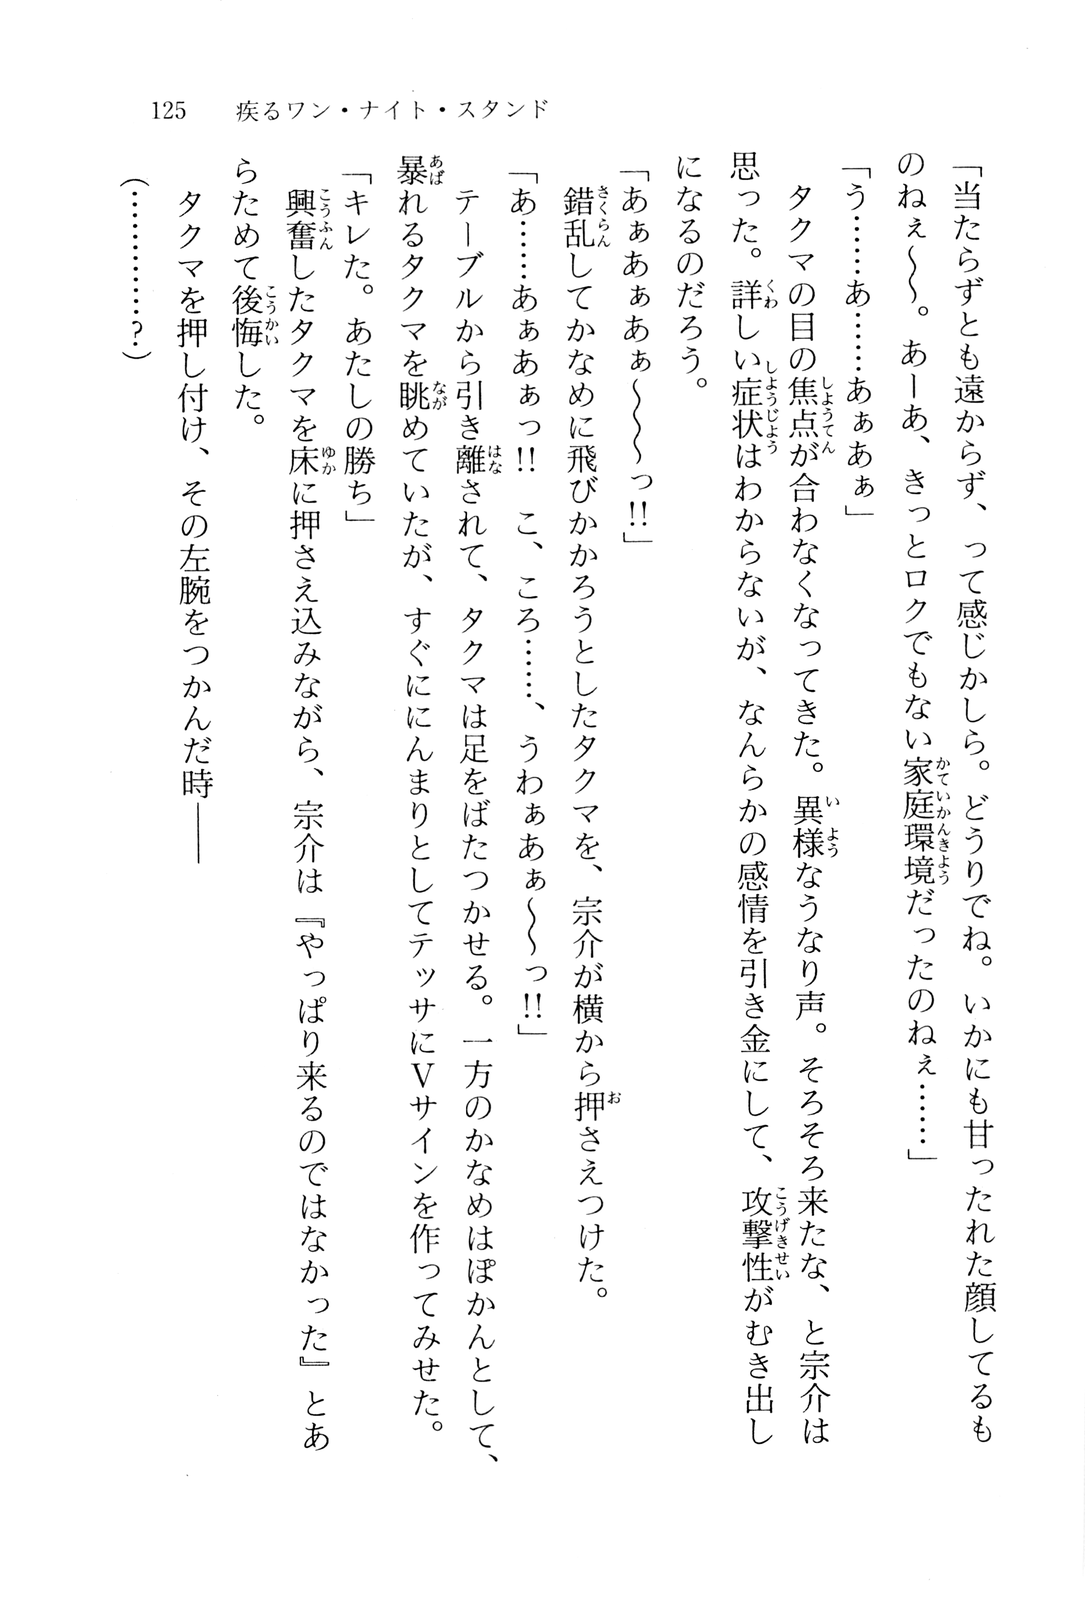 125　疾るワン・ナイト・スタンド
「当たらずとも遠からず、って感じかしら。どうりでね。いかにも甘ったれた顔してるも
のねぇ〜〜。あーあ、きっとロクでもない家庭環境だったのねぇ……」
「う……あ……あぁあぁ」
　タクマの目の焦点が合わなくなってきた。異様なうなり声。そろそろ来たな、と宗介は
思った。詳しい症状はわからないが、なんらかの感情を引き金にして、攻撃性がむき出し
になるのだろう。
「あぁあぁあぁ〜〜〜っ!!」
　錯乱してかなめに飛びかかろうとしたタクマを、宗介が横から押さえつけた。
「あ……あぁあぁっ!!　こ、ころ……、うわぁあぁ〜〜っ!!」
　テーブルから引き離されて、タクマは足をばたつかせる。一方のかなめはぽかんとして、
暴れるタクマを眺めていたが、すぐににんまりとしてテッサにVサインを作ってみせた。
「キレた。あたしの勝ち」
　興奮したタクマを床に押さえ込みながら、宗介は『やっぱり来るのではなかった』とあ
らためて後悔した。
　タクマを押し付け、その左腕をつかんだ時――
（…………?）